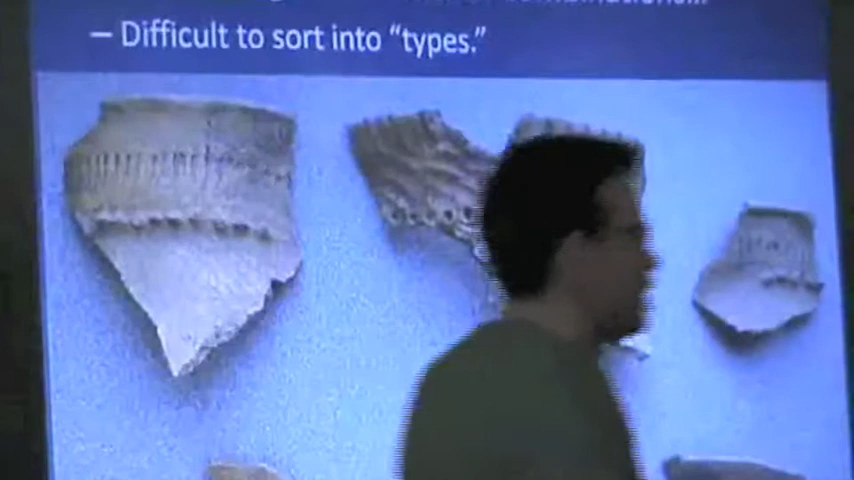 – Difficult to sort into “types.”